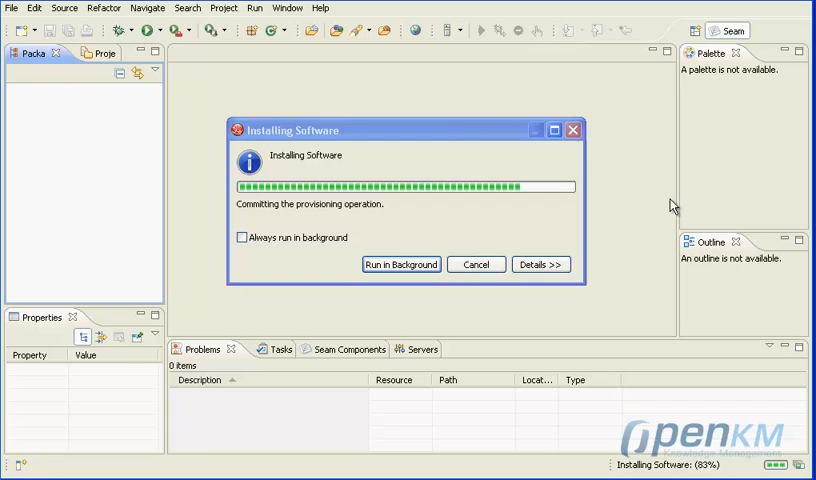 File Edit Source Refactor Navigate Search Project Run Window Help
Seam
Packa Proje
Palette
A palette is not available.
Installing Software
Installing Software
Committing the provisioning operation.
Always run in background
Run in Background Cancel Details >>
Outline
An outline is not available.
Properties
Property Value
Problems Tasks Seam Components Servers
0 items
Description Resource Path Locat... Type
OpenKM
Knowledge Management
Installing Software: (83%)